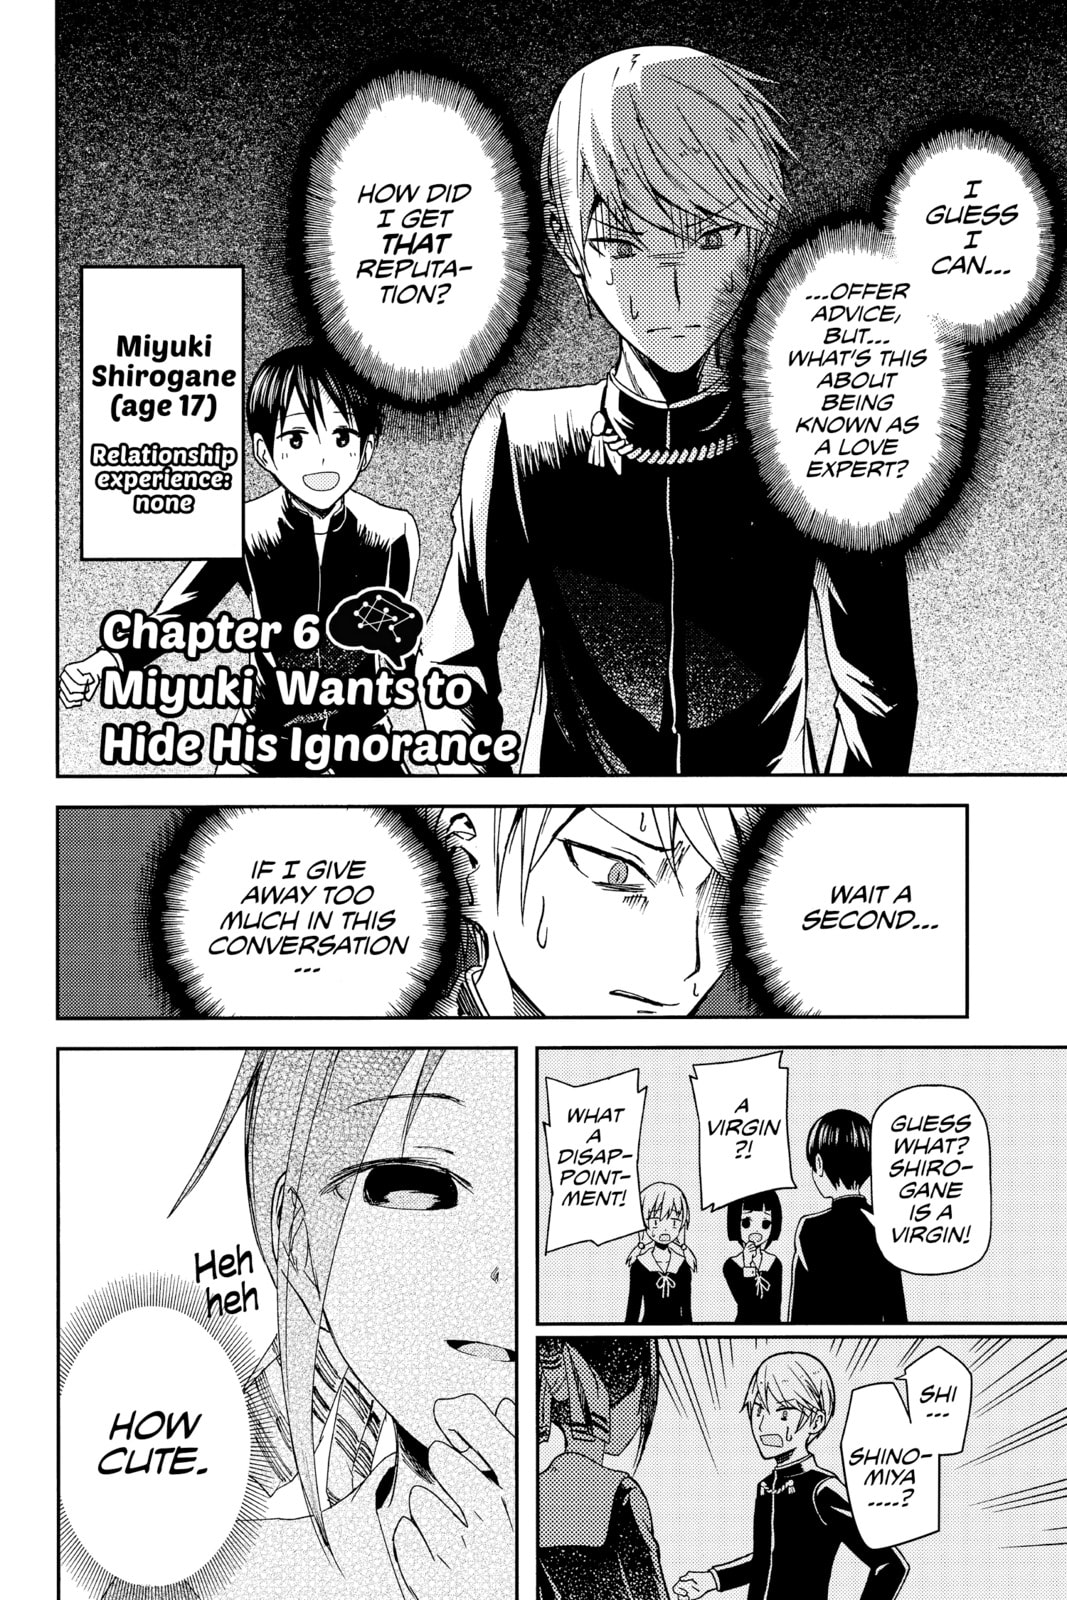 I
GUESS
I
CAN...
...OFFER
ADVICE,
BUT...
WHAT'S THIS
ABOUT
BEING
KNOWN AS
A LOVE
EXPERT?
HOW DID
I GET
THAT
REPUTA-
TION?
Miyuki
Shirogane
(age 17)
Relationship
experience:
none
Chapter 6
Miyuki Wants to
Hide His Ignorance
WAIT A
SECOND...
IF I GIVE
AWAY TOO
MUCH IN THIS
CONVERSATION
...
GUESS
WHAT?
SHIRO-
GANE
IS A
VIRGIN!
A
VIRGIN
?!
WHAT
A
DISAP-
POINT-
MENT!
SHI
...
SHINO-
MIYA
....?
Heh
heh
HOW
CUTE.